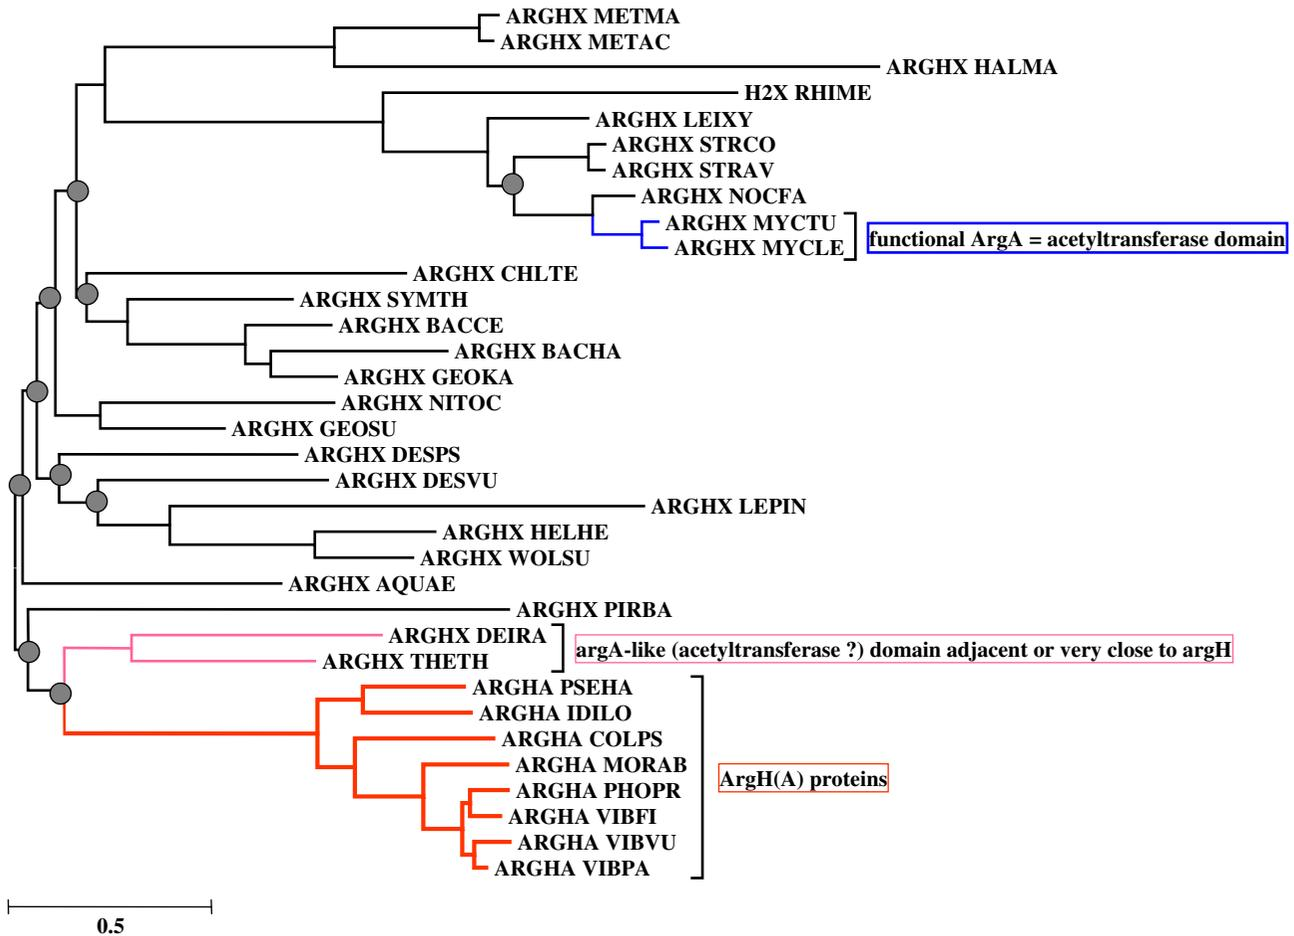 ARGHX METMA
ARGHX METAC
ARGHX HALMA
H2X RHIME
ARGHX LEIXY
ARGHX STRCO
ARGHX STRAV
ARGHX NOCFA
ARGHX MYCTU
functional ArgA = acetyltransferase domain
ARGHX MYCLE
ARGHX CHLTE
ARGHX SYMTH
ARGHX BACCE
ARGHX BACHA
ARGHX GEOKA
ARGHX NITOC
ARGHX GEOSU
ARGHX DESPS
ARGHX DESVU
ARGHX LEPIN
ARGHX HELHE
ARGHX WOLSU
ARGHX AQUAE
ARGHX PIRBA
ARGHX DEIRA
argA-like (acetyltransferase ?) domain adjacent or very close to argH
ARGHX THETH
ARGHA PSEHA
ARGHA IDILO
ARGHA COLPS
ARGHA MORAB
ArgH(A) proteins
ARGHA PHOPR
ARGHA VIBFI
ARGHA VIBVU
ARGHA VIBPA
0.5